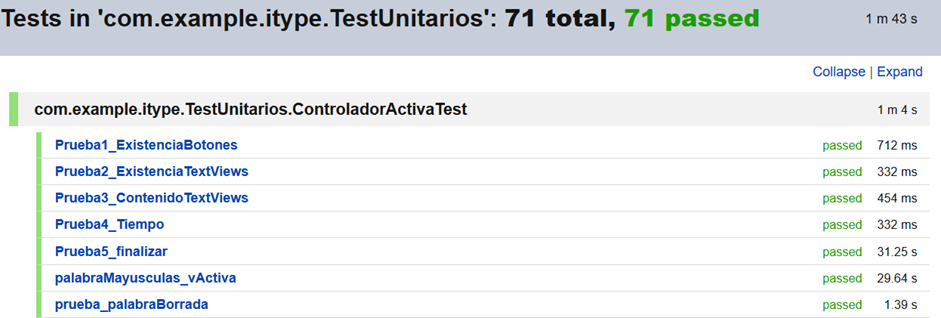 Tests in 'com.example.itype.TestUnitarios': 71 total, 71 passed 1 m 43 s
Collapse | Expand
com.example.itype.TestUnitarios.ControladorActivaTest 1 m 4 s
Prueba1_ExistenciaBotones passed 712 ms
Prueba2_ExistenciaTextViews passed 332 ms
Prueba3_ContenidoTextViews passed 454 ms
Prueba4_Tiempo passed 332 ms
Prueba5_finalizar passed 31.25 s
palabraMayusculas_vActiva passed 29.64 s
prueba_palabraBorrada passed 1.39 s